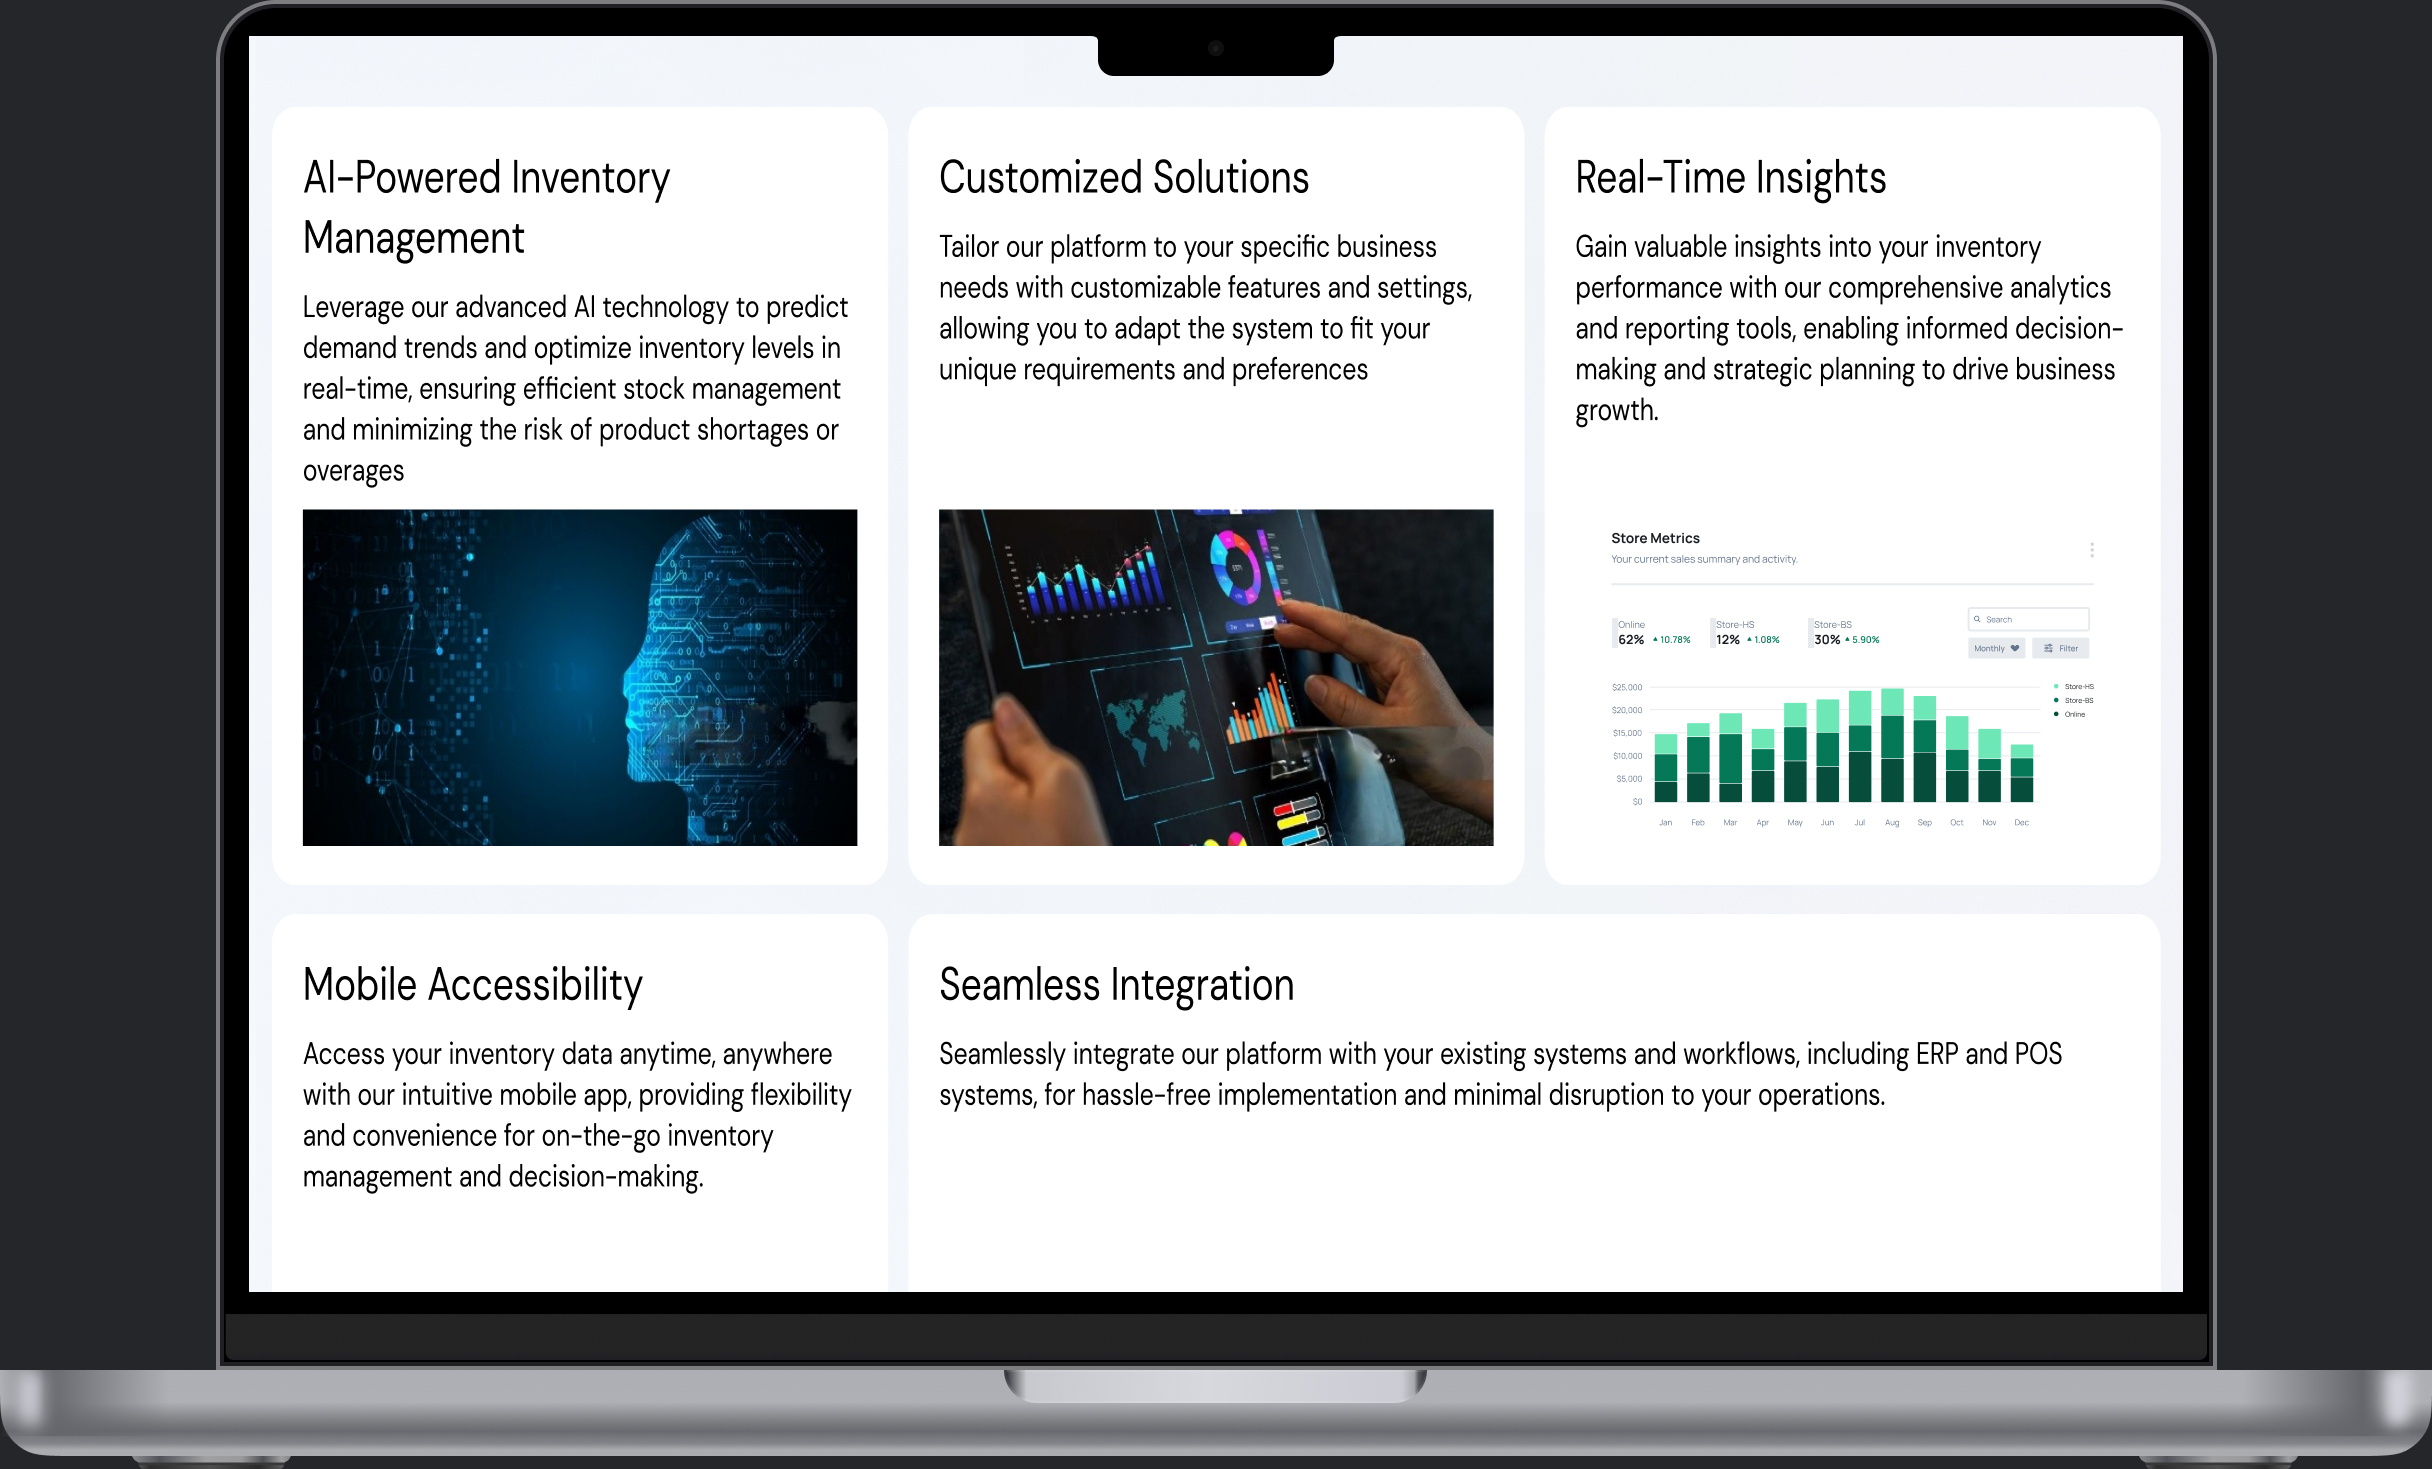 AI-Powered Inventory
Management
Leverage our advanced AI technology to predict
demand trends and optimize inventory levels in
real-time, ensuring efficient stock management
and minimizing the risk of product shortages or
overages
Customized Solutions
Tailor our platform to your specific business
needs with customizable features and settings,
allowing you to adapt the system to fit your
unique requirements and preferences
Real-Time Insights
Gain valuable insights into your inventory
performance with our comprehensive analytics
and reporting tools, enabling informed decision-
making and strategic planning to drive business
growth.
Store Metrics
Your current sales summary and activity.
Online
62% ▲ 10.78%
Store-HS
12% ▲ 1.08%
Store-BS
30% ▲ 5.90%
Search
Monthly
Filter
$25,000
$20,000
$15,000
$10,000
$5,000
$0
Jan Feb Mar Apr May Jun Jul Aug Sep Oct Nov Dec
Store-HS
Store-BS
Online
Mobile Accessibility
Access your inventory data anytime, anywhere
with our intuitive mobile app, providing flexibility
and convenience for on-the-go inventory
management and decision-making.
Seamless Integration
Seamlessly integrate our platform with your existing systems and workflows, including ERP and POS
systems, for hassle-free implementation and minimal disruption to your operations.